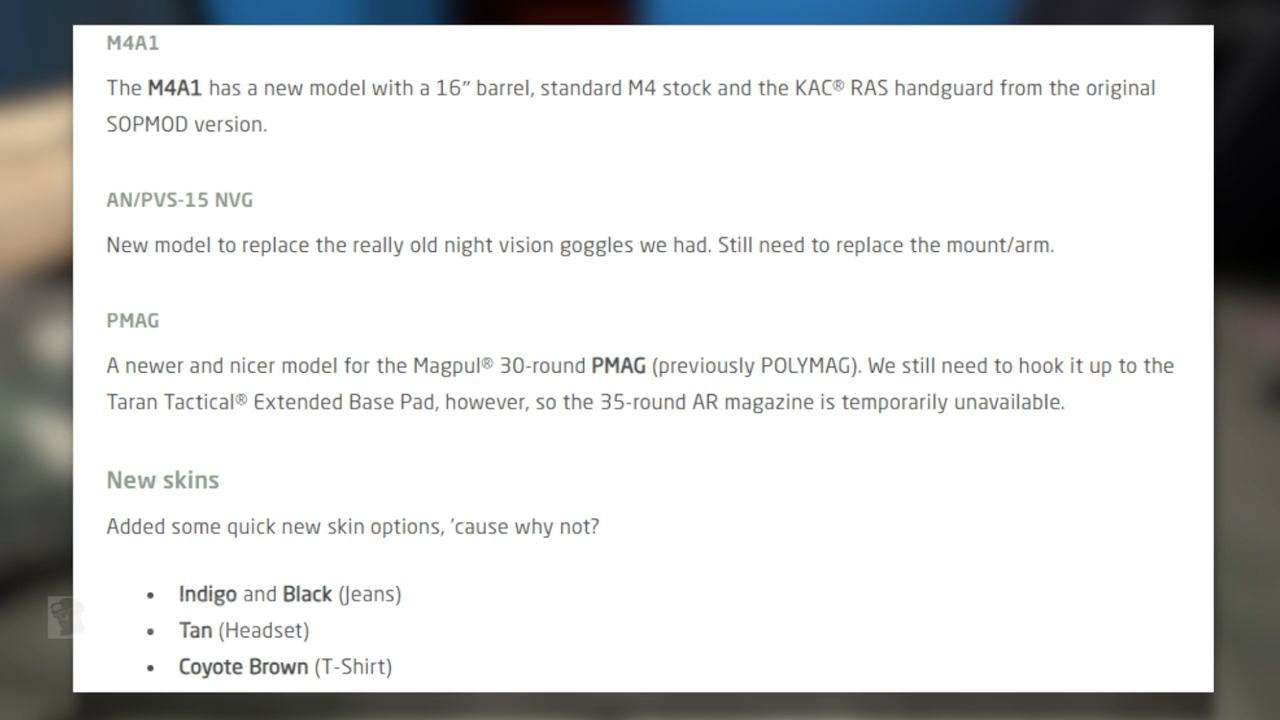 M4A1
The M4A1 has a new model with a 16” barrel, standard M4 stock and the KAC® RAS handguard from the original
SOPMOD version.
AN/PVS-15 NVG
New model to replace the really old night vision goggles we had. Still need to replace the mount/arm.
PMAG
A newer and nicer model for the Magpul® 30-round PMAG (previously POLYMAG). We still need to hook it up to the
Taran Tactical® Extended Base Pad, however, so the 35-round AR magazine is temporarily unavailable.
New skins
Added some quick new skin options, ’cause why not?
• Indigo and Black (Jeans)
• Tan (Headset)
• Coyote Brown (T-Shirt)